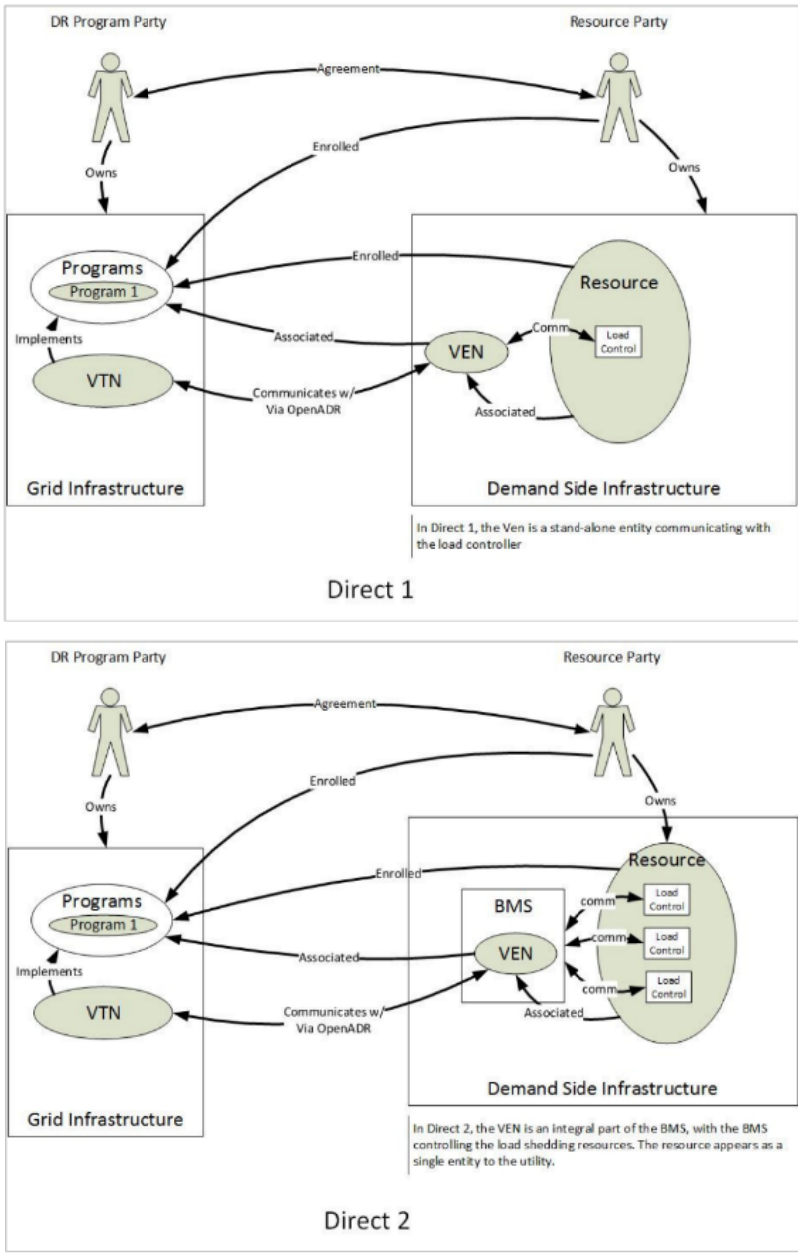 DR Program Party
Resource Party
Agreement
Enrolled
Owns
Owns
Programs
Program 1
Enrolled
Resource
Implements
Associated
VEN
Comm
Load
Control
VTN
Communicates w/
Via OpenADR
Associated
Grid Infrastructure
Demand Side Infrastructure
In Direct 1, the Ven is a stand-alone entity communicating with
the load controller
Direct 1
DR Program Party
Resource Party
Agreement
Enrolled
Owns
Owns
Programs
Program 1
Enrolled
Resource
BMS
comm
Load
Control
Implements
Associated
VEN
comm
Load
Control
comm
Load
Control
VTN
Communicates w/
Via OpenADR
Associated
Grid Infrastructure
Demand Side Infrastructure
In Direct 2, the VEN is an integral part of the BMS, with the BMS
controlling the load shedding resources. The resource appears as a
single entity to the utility.
Direct 2